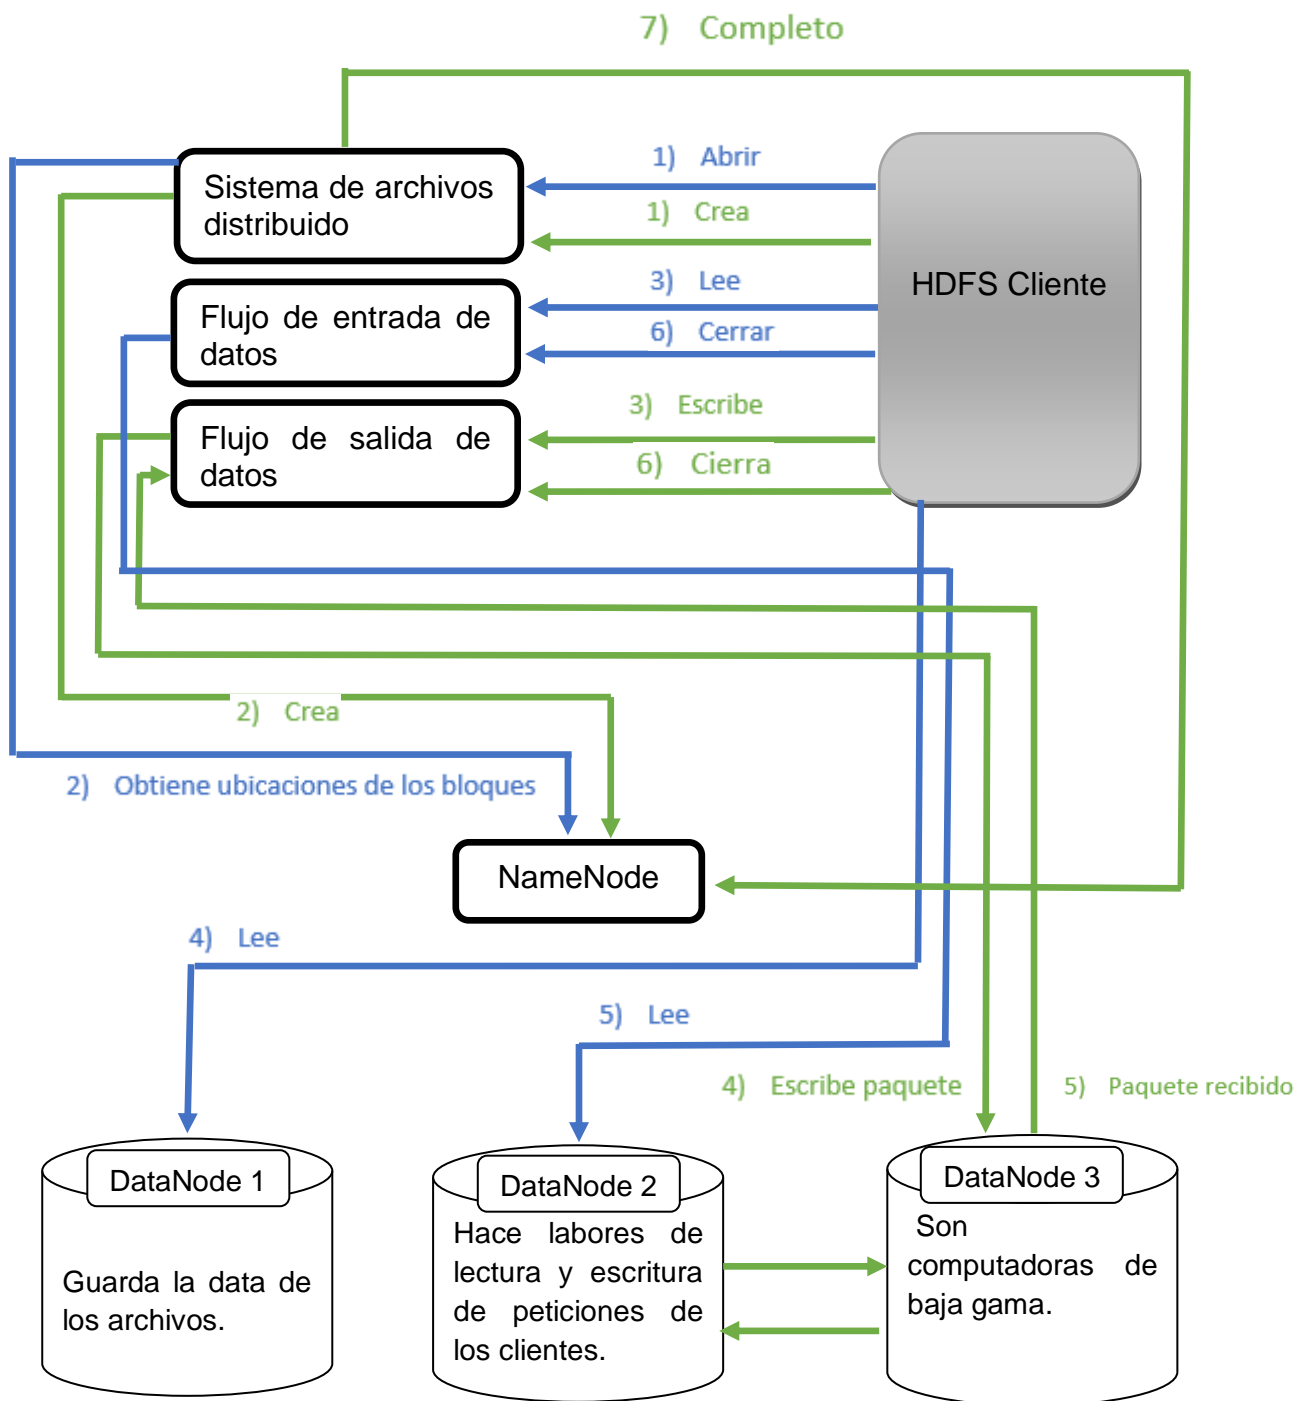 7) Completo
1) Abrir
Sistema de archivos
distribuido
1) Crea
3) Lee
HDFS Cliente
Flujo de entrada de
datos
6) Cerrar
3) Escribe
Flujo de salida de
datos
6) Cierra
2) Crea
2) Obtiene ubicaciones de los bloques
NameNode
4) Lee
5) Lee
4) Escribe paquete
5) Paquete recibido
DataNode 1
Guarda la data de
los archivos.
DataNode 2
Hace labores de
lectura y escritura
de peticiones de
los clientes.
DataNode 3
Son
computadoras de
baja gama.